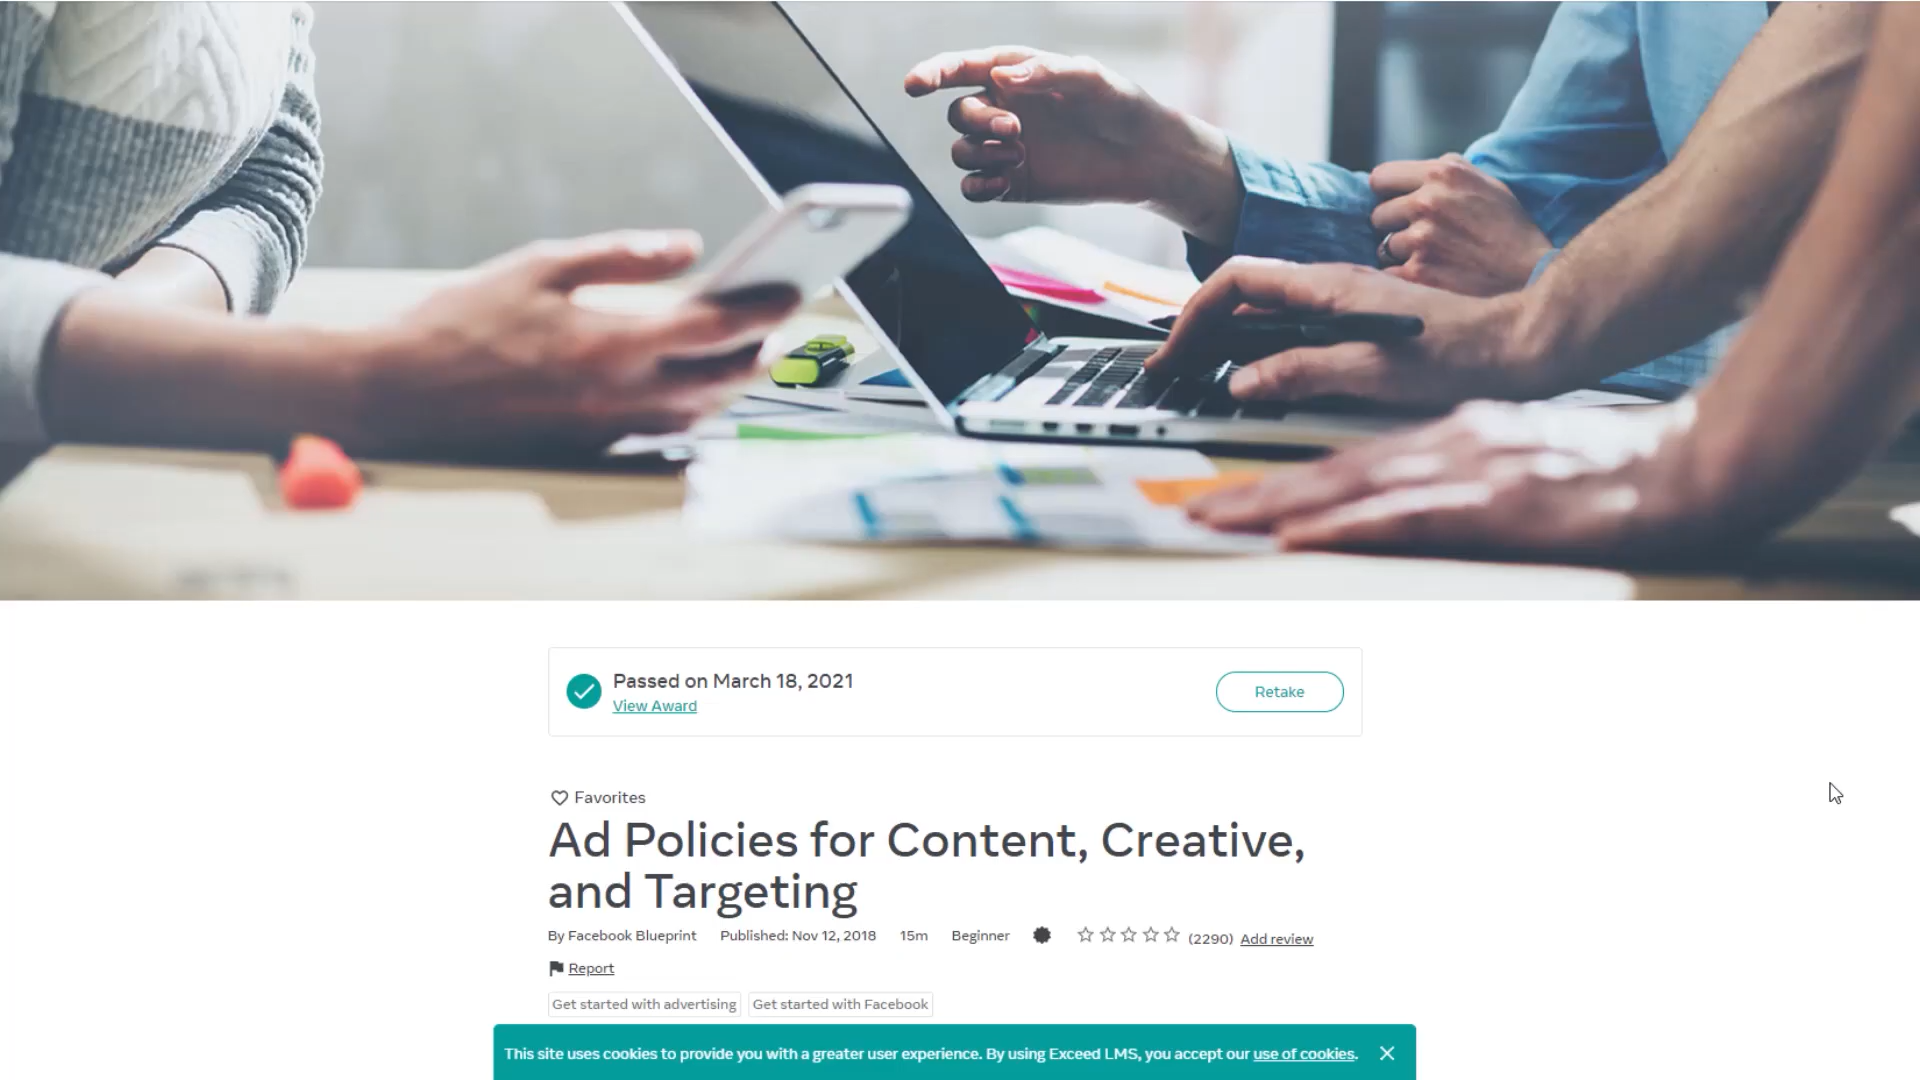 Passed on March 18, 2021
View Award
Retake
Favorites
Ad Policies for Content, Creative,
and Targeting
By Facebook Blueprint Published: Nov 12, 2018 15m Beginner (2290) Add review
Report
Get started with advertising Get started with Facebook
This site uses cookies to provide you with a greater user experience. By using Exceed LMS, you accept our use of cookies.